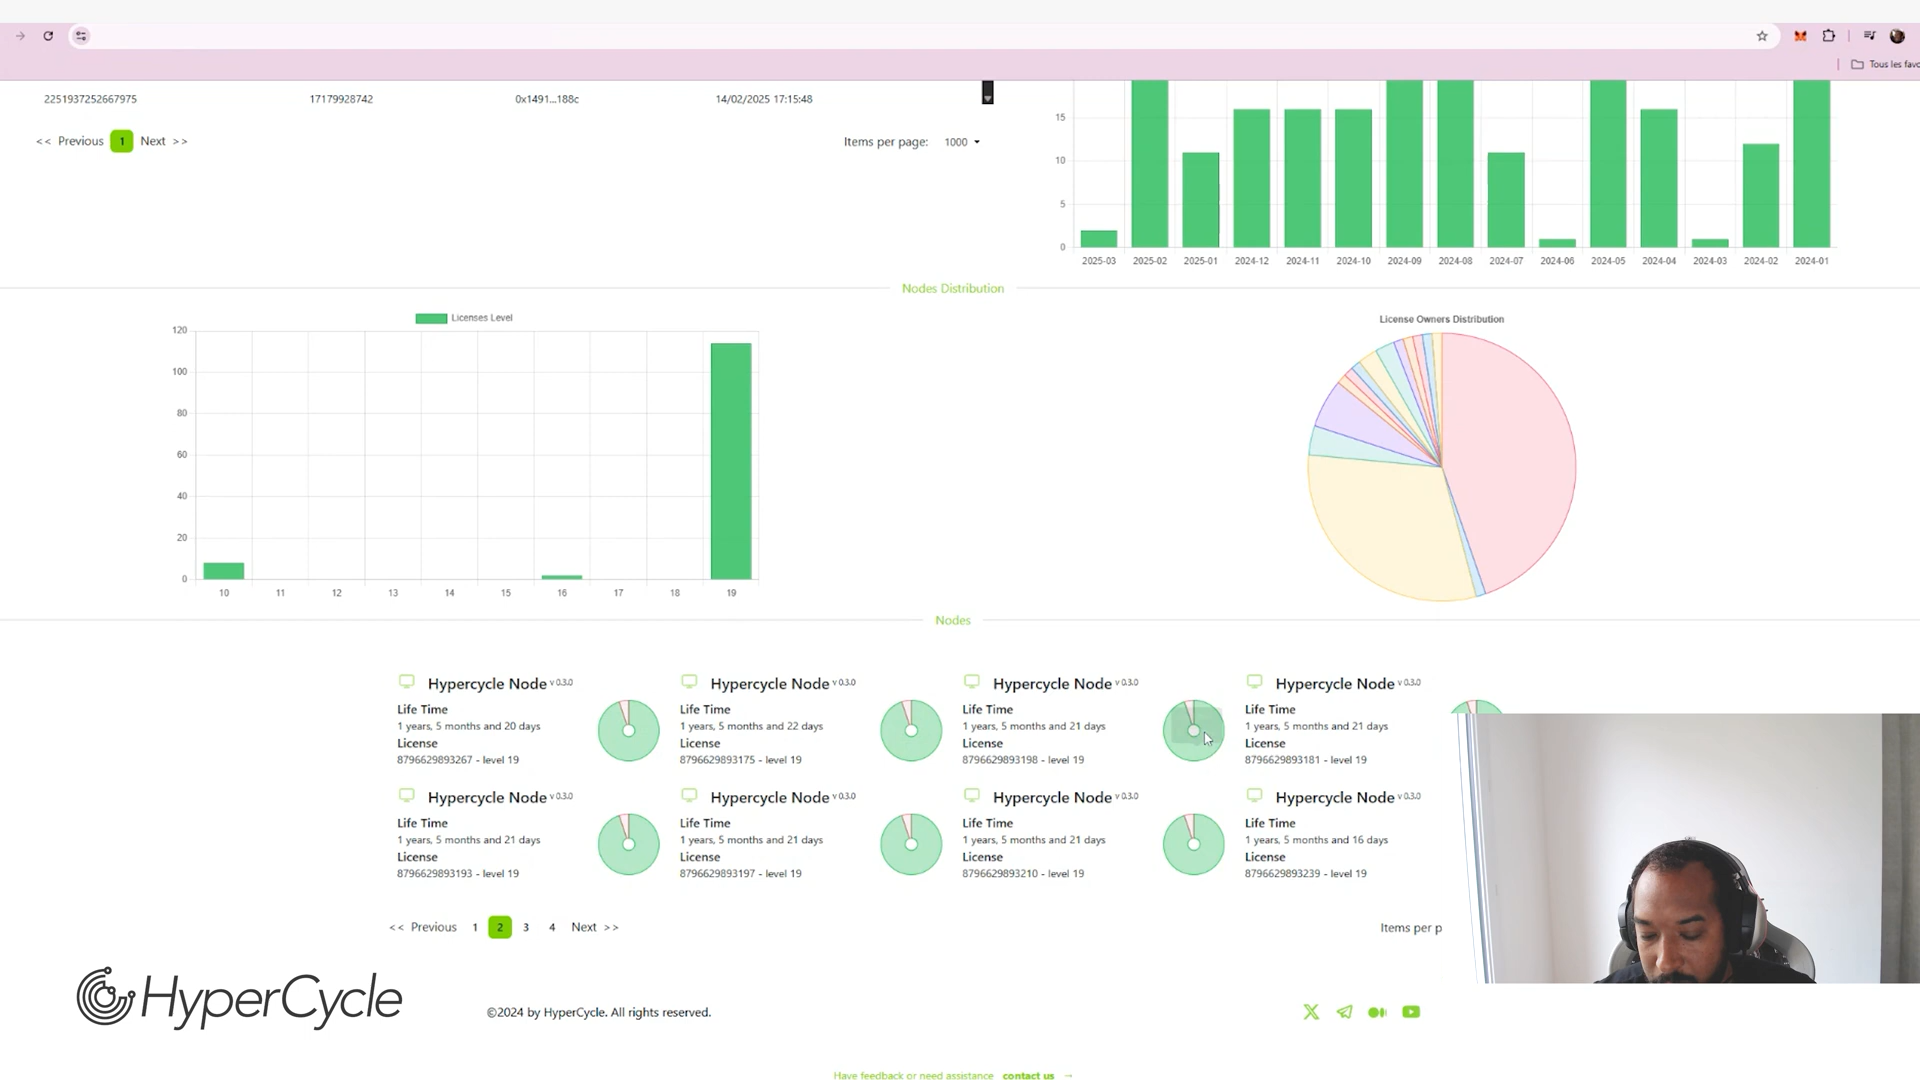 Tous les favo
2251937252667975 17179928742 0x1491...188c 14/02/2025 17:15:48
<< Previous 1 Next >> Items per page: 1000
15
10
5
0
2025-03 2025-02 2025-01 2024-12 2024-11 2024-10 2024-09 2024-08 2024-07 2024-06 2024-05 2024-04 2024-03 2024-02 2024-01
Nodes Distribution
Licenses Level
120
100
80
60
40
20
0
10 11 12 13 14 15 16 17 18 19
License Owners Distribution
Nodes
Hypercycle Node v 0.3.0
Life Time
1 years, 5 months and 20 days
License
8796629893267 - level 19
Hypercycle Node v 0.3.0
Life Time
1 years, 5 months and 22 days
License
8796629893175 - level 19
Hypercycle Node v 0.3.0
Life Time
1 years, 5 months and 21 days
License
8796629893198 - level 19
Hypercycle Node v 0.3.0
Life Time
1 years, 5 months and 21 days
License
8796629893181 - level 19
Hypercycle Node v 0.3.0
Life Time
1 years, 5 months and 21 days
License
8796629893193 - level 19
Hypercycle Node v 0.3.0
Life Time
1 years, 5 months and 21 days
License
8796629893197 - level 19
Hypercycle Node v 0.3.0
Life Time
1 years, 5 months and 21 days
License
8796629893210 - level 19
Hypercycle Node v 0.3.0
Life Time
1 years, 5 months and 16 days
License
8796629893239 - level 19
<< Previous 1 2 3 4 Next >> Items per p
HyperCycle
©2024 by HyperCycle. All rights reserved.
Have feedback or need assistance contact us →